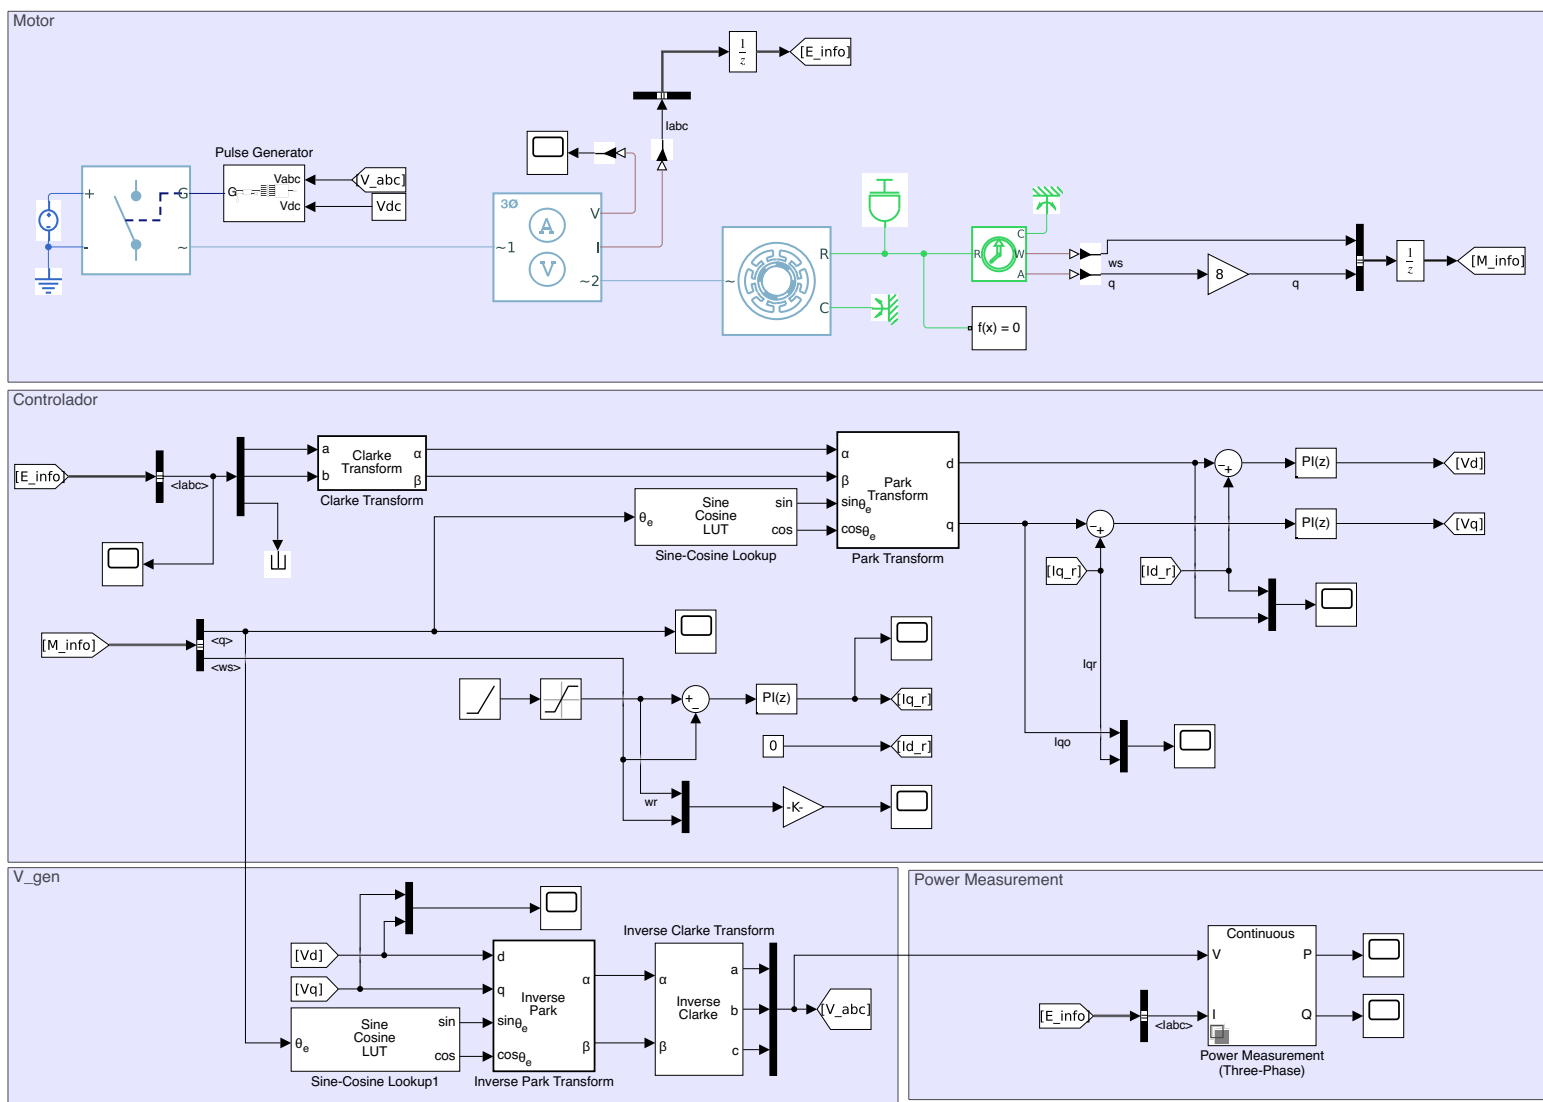 Motor
1
z
[E_info]
Iabc
Pulse Generator
Vabc
[V_abc]
G
Vdc
Vdc
+
G
-
~
3Ø
A
V
V
~1
I
~2
~
R
C
R
C
W
A
ws
q
8
q
1
z
[M_info]
f(x) = 0
Controlador
[E_info]
<Iabc>
a
b
Clarke
Transform
α
β
Clarke Transform
θe
Sine
Cosine
LUT
sin
cos
Sine-Cosine Lookup
α
β
sinθe
cosθe
Park
Transform
d
q
Park Transform
−
+
PI(z)
[Vd]
−
+
PI(z)
[Vq]
[Iq_r]
[Id_r]
[M_info]
<q>
<ws>
+
−
PI(z)
[Iq_r]
0
[Id_r]
wr
-K-
Iqr
Iqo
V_gen
[Vd]
[Vq]
θe
Sine
Cosine
LUT
sin
cos
Sine-Cosine Lookup1
d
q
sinθe
cosθe
Inverse
Park
α
β
Inverse Park Transform
Inverse Clarke Transform
α
β
Inverse
Clarke
a
b
c
[V_abc]
Power Measurement
Continuous
V
P
[E_info]
<Iabc>
I
Q
Power Measurement
(Three-Phase)